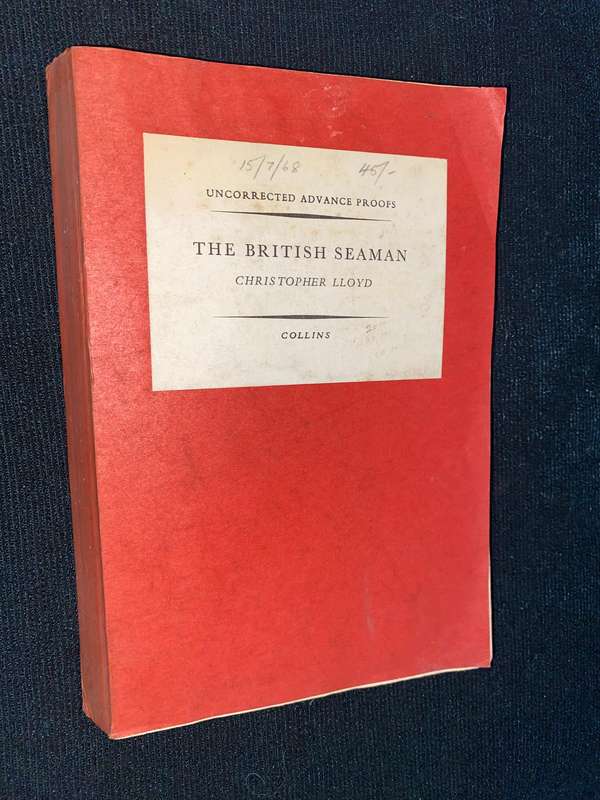 15/7/68 45/-
UNCORRECTED ADVANCE PROOFS
THE BRITISH SEAMAN
CHRISTOPHER LLOYD
COLLINS